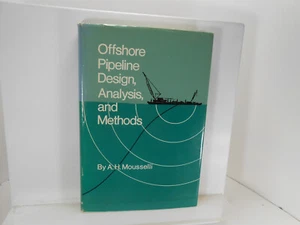 Offshore
Pipeline
Design,
Analysis,
and
Methods
By A.H. Mousselli